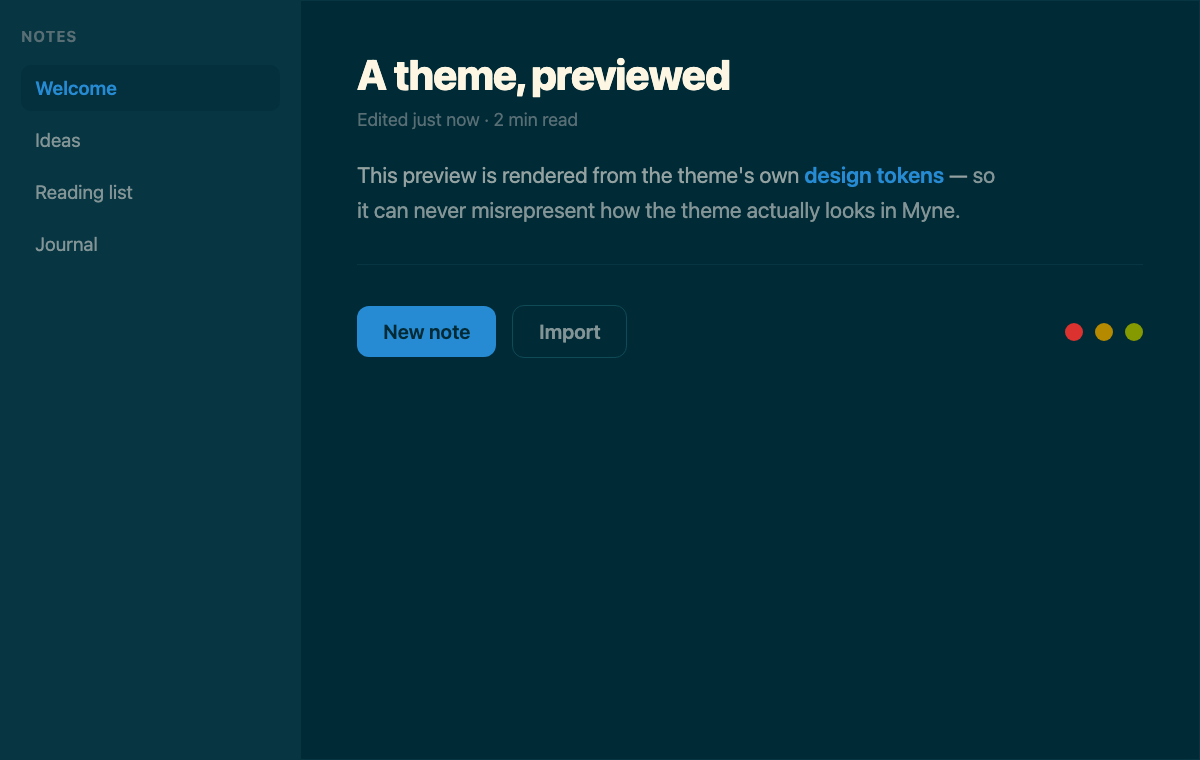 NOTES
Welcome
Ideas
Reading list
Journal
A theme, previewed
Edited just now · 2 min read
This preview is rendered from the theme's own design tokens — so
it can never misrepresent how the theme actually looks in Myne.
New note
Import